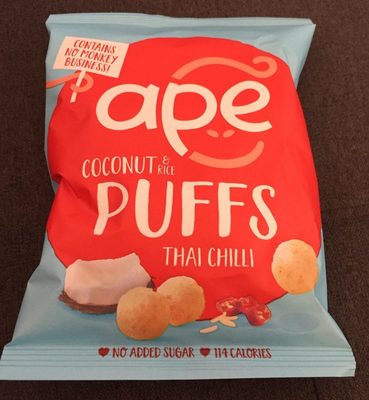 CONTAINS
NO MONKEY
BUSINESS!
ape
COCONUT & RICE
PUFFS
THAI CHILLI
NO ADDED SUGAR 114 CALORIES